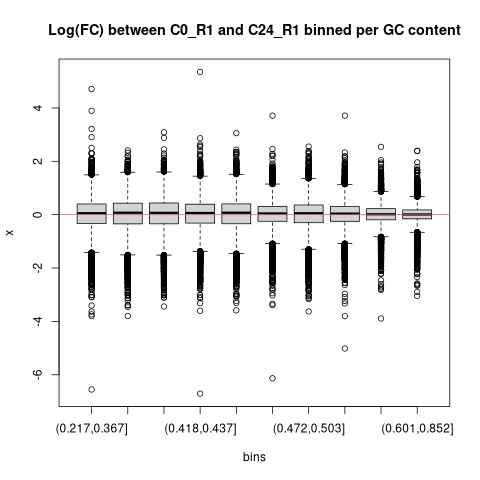 Log(FC) between C0_R1 and C24_R1 binned per GC content
4
2
0
-2
-4
-6
x
(0.217,0.367] (0.418,0.437] (0.472,0.503] (0.601,0.852]
bins